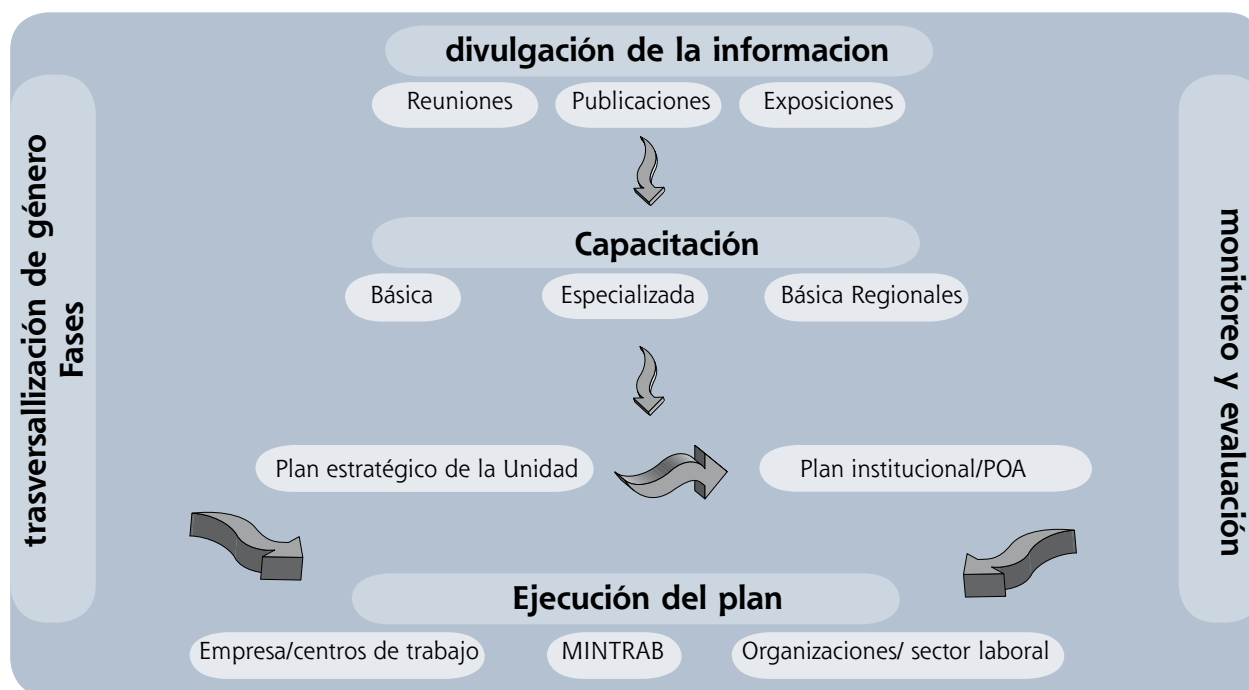 divulgación de la informacion
Reuniones
Publicaciones
Exposiciones
trasversallización de género
Fases
monitoreo y evaluación
Capacitación
Básica
Especializada
Básica Regionales
Plan estratégico de la Unidad
Plan institucional/POA
Ejecución del plan
Empresa/centros de trabajo
MINTRAB
Organizaciones/ sector laboral